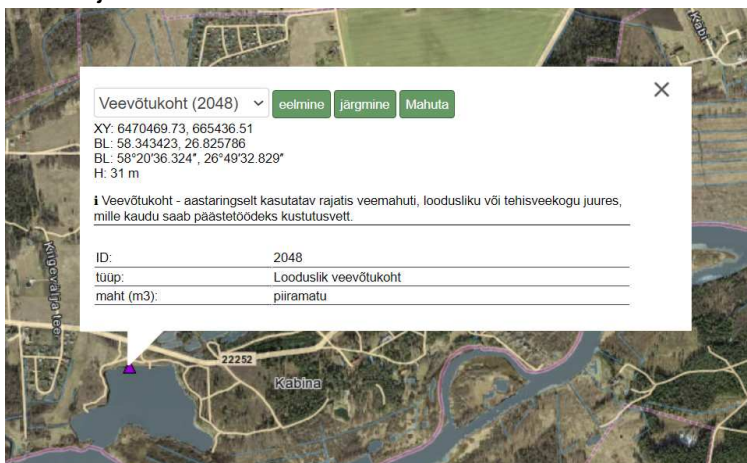 Kabi
Veevõtukoht (2048)
eelmine
järgmine
Mahuta
XY: 6470469.73, 665436.51
BL: 58.343423, 26.825786
BL: 58°20'36.324″, 26°49'32.829″
H: 31 m
i Veevõtukoht - aastaringselt kasutatav rajatis veemahuti, loodusliku või tehisveekogu juures,
mille kaudu saab päästetöödeks kustutusvett.
ID: 2048
tüüp: Looduslik veevõtukoht
maht (m3): piiramatu
22252
Kabina